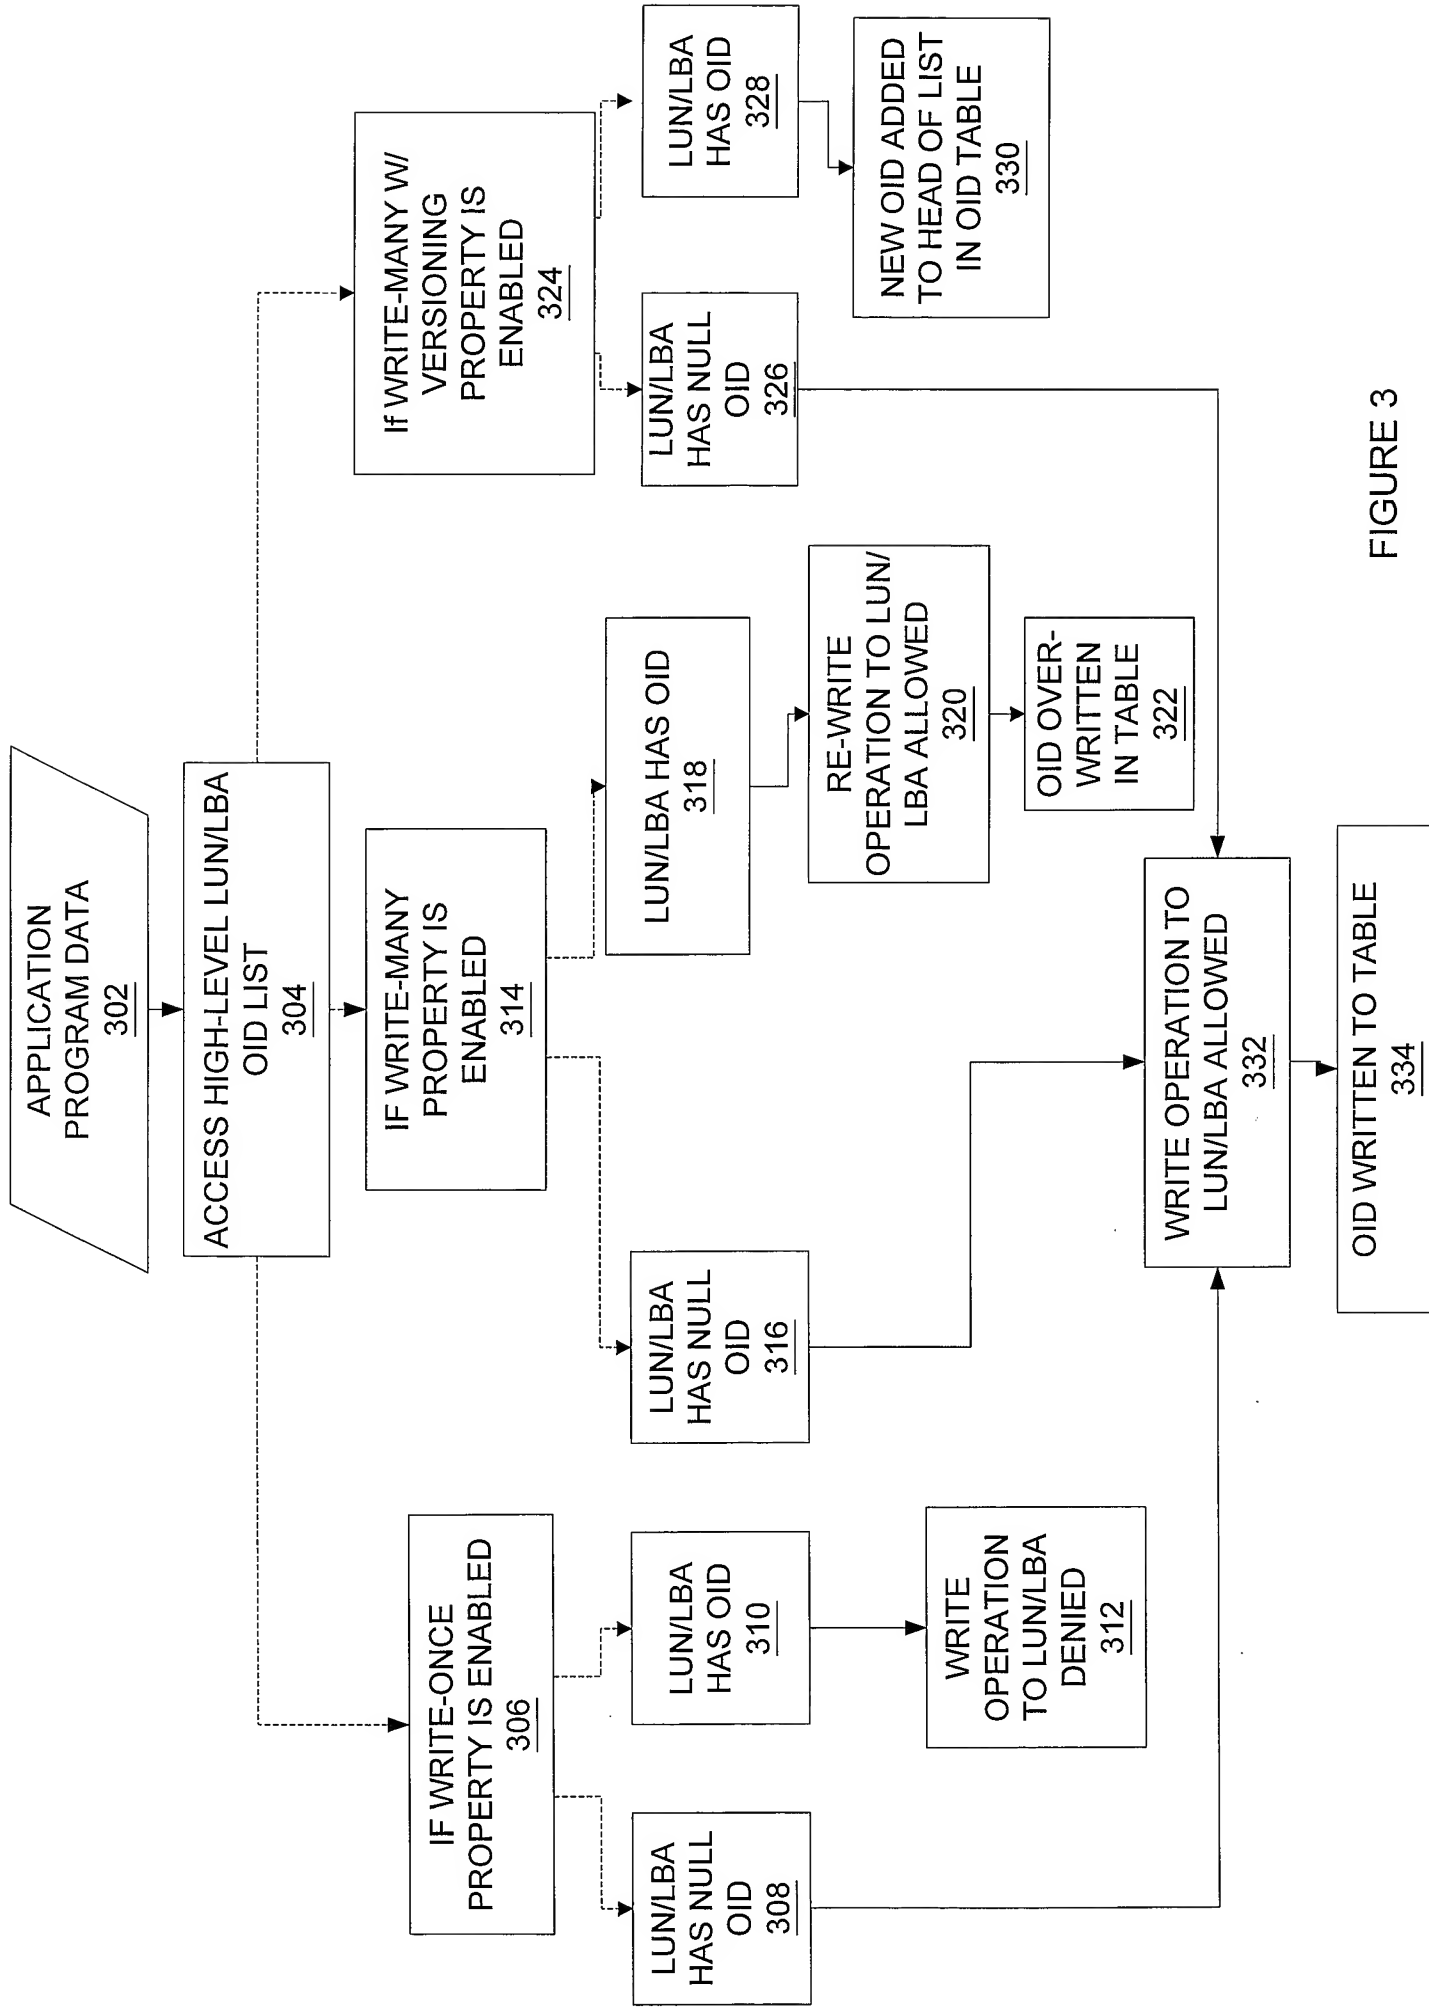 APPLICATION
PROGRAM DATA
302
ACCESS HIGH-LEVEL LUN/LBA
OID LIST
304
IF WRITE-ONCE
PROPERTY IS ENABLED
306
LUN/LBA
HAS NULL
OID
308
LUN/LBA
HAS OID
310
WRITE
OPERATION
TO LUN/LBA
DENIED
312
IF WRITE-MANY
PROPERTY IS
ENABLED
314
LUN/LBA
HAS NULL
OID
316
LUN/LBA HAS OID
318
RE-WRITE
OPERATION TO LUN/
LBA ALLOWED
320
OID OVER-
WRITTEN
IN TABLE
322
If WRITE-MANY W/
VERSIONING
PROPERTY IS
ENABLED
324
LUN/LBA
HAS NULL
OID
326
LUN/LBA
HAS OID
328
NEW OID ADDED
TO HEAD OF LIST
IN OID TABLE
330
WRITE OPERATION TO
LUN/LBA ALLOWED
332
OID WRITTEN TO TABLE
334
FIGURE 3